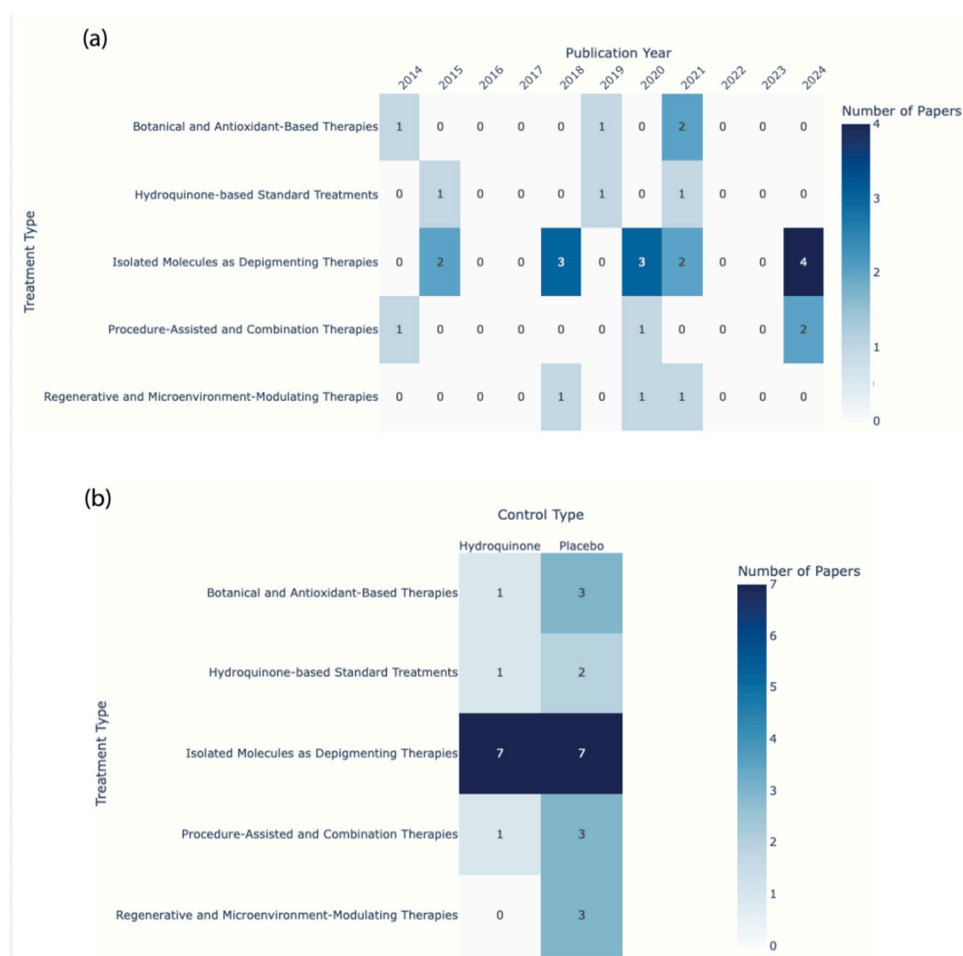 (a)
Publication Year
2014 2015 2016 2017 2018 2019 2020 2021 2022 2023 2024
Number of Papers
Treatment Type
Botanical and Antioxidant-Based Therapies 1 0 0 0 0 1 0 2 0 0 0
Hydroquinone-based Standard Treatments 0 1 0 0 0 1 0 1 0 0 0
Isolated Molecules as Depigmenting Therapies 0 2 0 0 3 0 3 2 0 0 4
Procedure-Assisted and Combination Therapies 1 0 0 0 0 0 1 0 0 0 2
Regenerative and Microenvironment-Modulating Therapies 0 0 0 0 1 0 1 1 0 0 0
4
3
2
1
0
(b)
Control Type
Hydroquinone Placebo
Number of Papers
Treatment Type
Botanical and Antioxidant-Based Therapies 1 3
Hydroquinone-based Standard Treatments 1 2
Isolated Molecules as Depigmenting Therapies 7 7
Procedure-Assisted and Combination Therapies 1 3
Regenerative and Microenvironment-Modulating Therapies 0 3
7
6
5
4
3
2
1
0